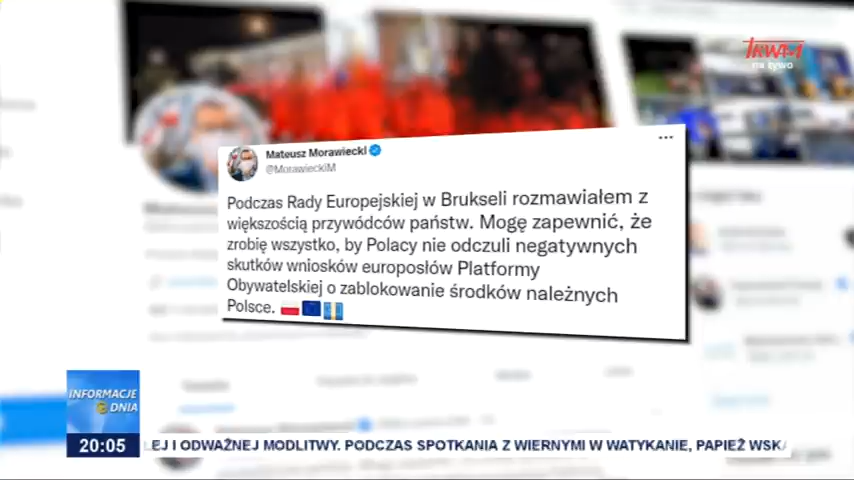 TRWAM
na żywo
Mateusz Morawiecki
@MorawieckiM
Podczas Rady Europejskiej w Brukseli rozmawiałem z
większością przywódców państw. Mogę zapewnić, że
zrobię wszystko, by Polacy nie odczuli negatywnych
skutków wniosków europosłów Platformy
Obywatelskiej o zablokowanie środków należnych
Polsce.
INFORMACJE
DNIA
20:05
LEJ I ODWAŻNEJ MODLITWY. PODCZAS SPOTKANIA Z WIERNYMI W WATYKANIE, PAPIEŻ WSKA